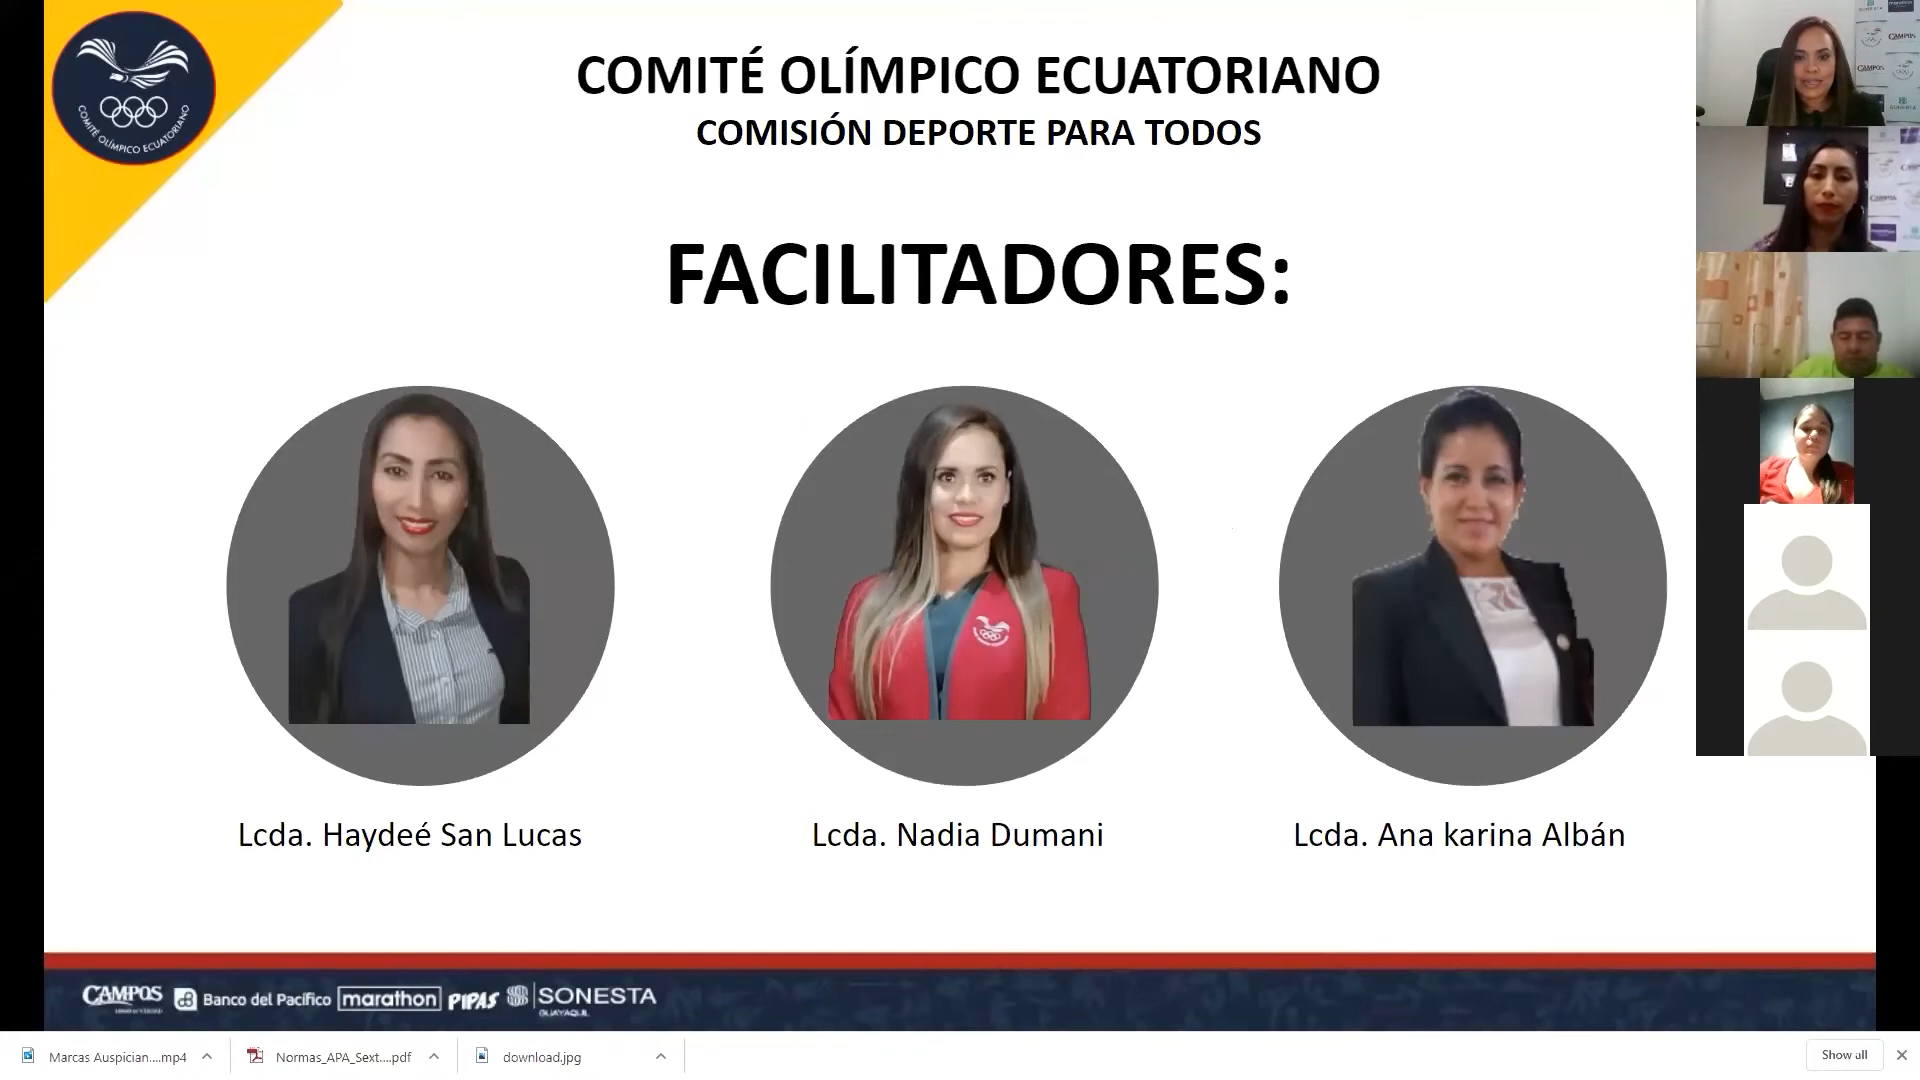 COMITÉ OLÍMPICO ECUATORIANO
COMISIÓN DEPORTE PARA TODOS
COMITÉ OLÍMPICO ECUATORIANO
FACILITADORES:
Lcda. Haydeé San Lucas
Lcda. Nadia Dumani
Lcda. Ana karina Albán
CAMPOS
Banco del Pacífico
marathon
PIPAS
SONESTA
GUAYAQUIL
Marcas Auspician....mp4
Normas_APA_Sext....pdf
download.jpg
Show all